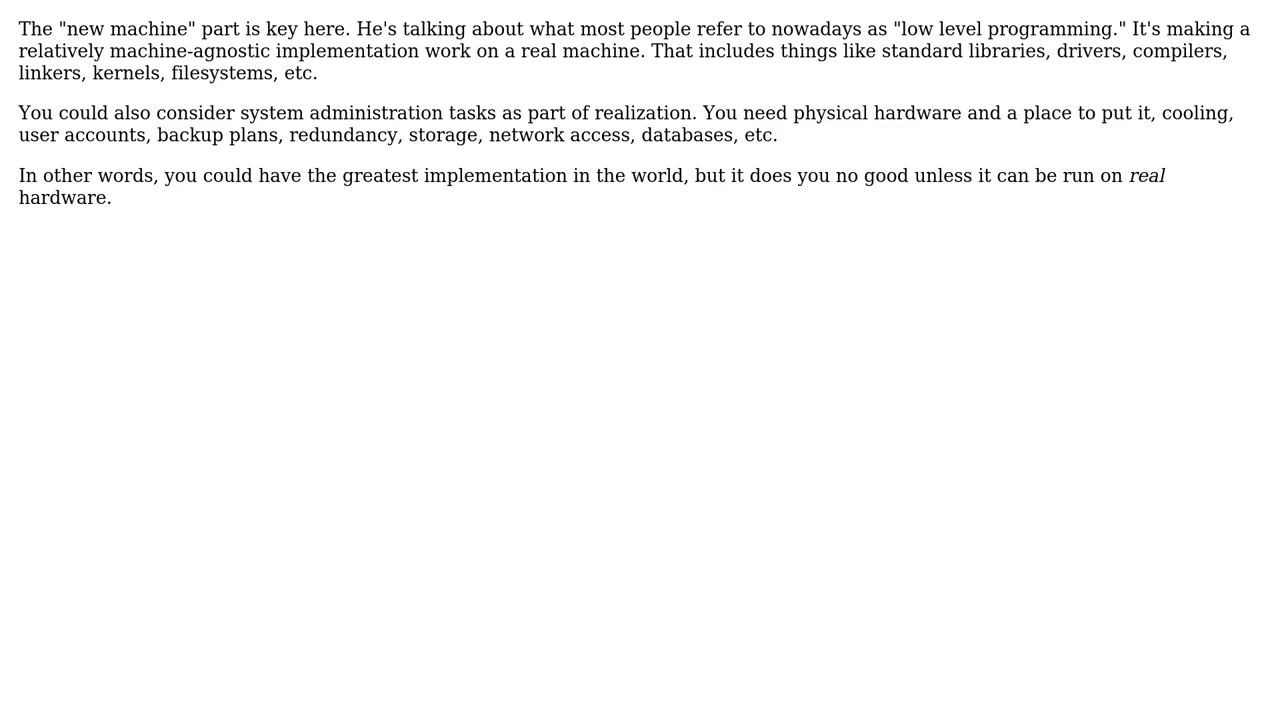 The "new machine" part is key here. He's talking about what most people refer to nowadays as "low level programming." It's making a
relatively machine-agnostic implementation work on a real machine. That includes things like standard libraries, drivers, compilers,
linkers, kernels, filesystems, etc.
You could also consider system administration tasks as part of realization. You need physical hardware and a place to put it, cooling,
user accounts, backup plans, redundancy, storage, network access, databases, etc.
In other words, you could have the greatest implementation in the world, but it does you no good unless it can be run on real
hardware.